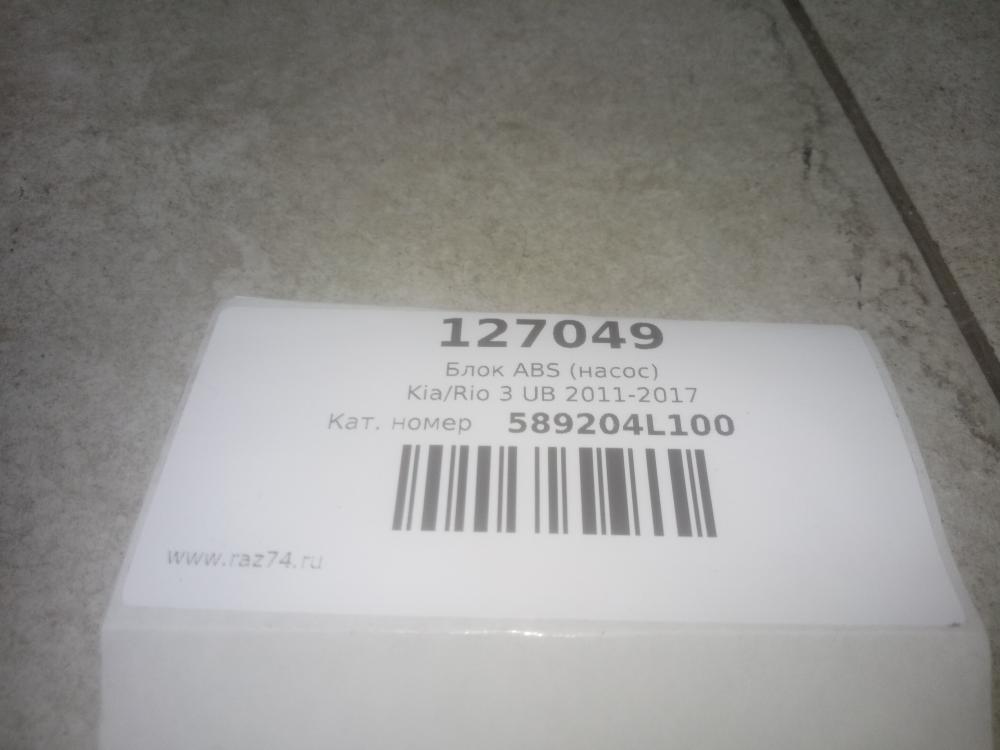 127049
Блок ABS (насос)
Kia/Rio 3 UB 2011-2017
Кат. номер 589204L100
www.raz74.ru